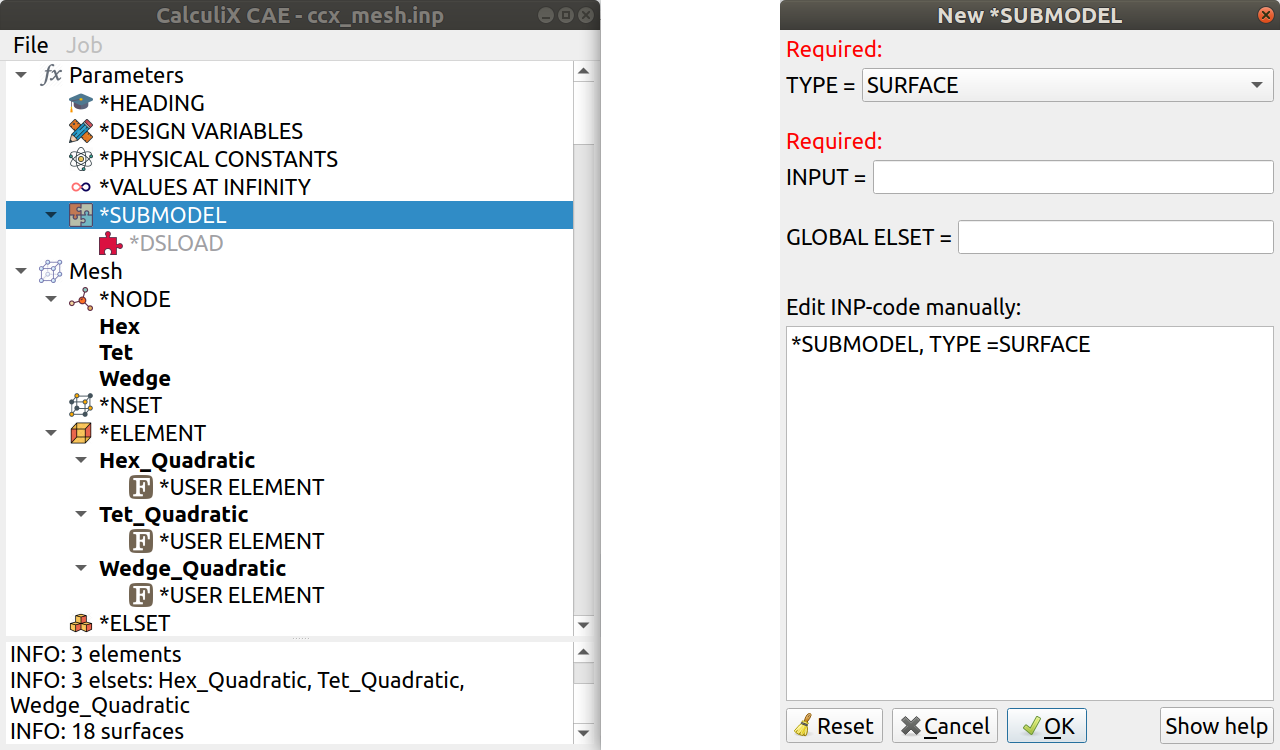 CalculiX CAE - ccx_mesh.inp
File Job
fx Parameters
*HEADING
*DESIGN VARIABLES
*PHYSICAL CONSTANTS
*VALUES AT INFINITY
*SUBMODEL
*DSLOAD
Mesh
*NODE
Hex
Tet
Wedge
*NSET
*ELEMENT
Hex_Quadratic
F *USER ELEMENT
Tet_Quadratic
F *USER ELEMENT
Wedge_Quadratic
F *USER ELEMENT
*ELSET
INFO: 3 elements
INFO: 3 elsets: Hex_Quadratic, Tet_Quadratic,
Wedge_Quadratic
INFO: 18 surfaces
New *SUBMODEL
Required:
TYPE = SURFACE
Required:
INPUT =
GLOBAL ELSET =
Edit INP-code manually:
*SUBMODEL, TYPE =SURFACE
Reset Cancel OK Show help